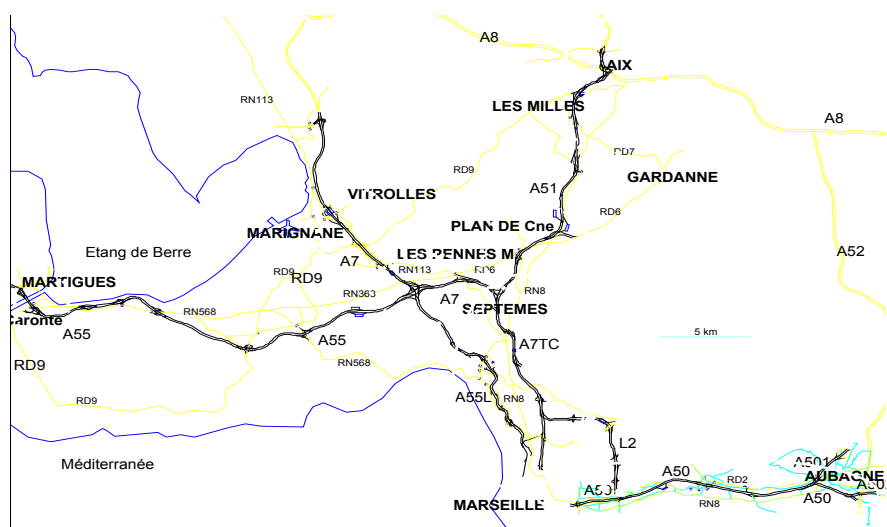 A8
AIX
RN113
LES MILLES
A8
RD7
RD9
GARDANNE
A51
VITROLLES
RD6
PLAN DE Cne
MARIGNANE
Etang de Berre
LES PENNES M
A7
A52
RD9
RN113
RD6
RD9
MARTIGUES
RN363
RN8
A7
SEPTEMES
RN568
Caronte
5 km
A55
A55
A7TC
RD9
RN568
A55L
RN8
RD9
L2
Méditerranée
A501
A50
AUBAGNE
RD2
A50
A50
A50
MARSEILLE
RN8